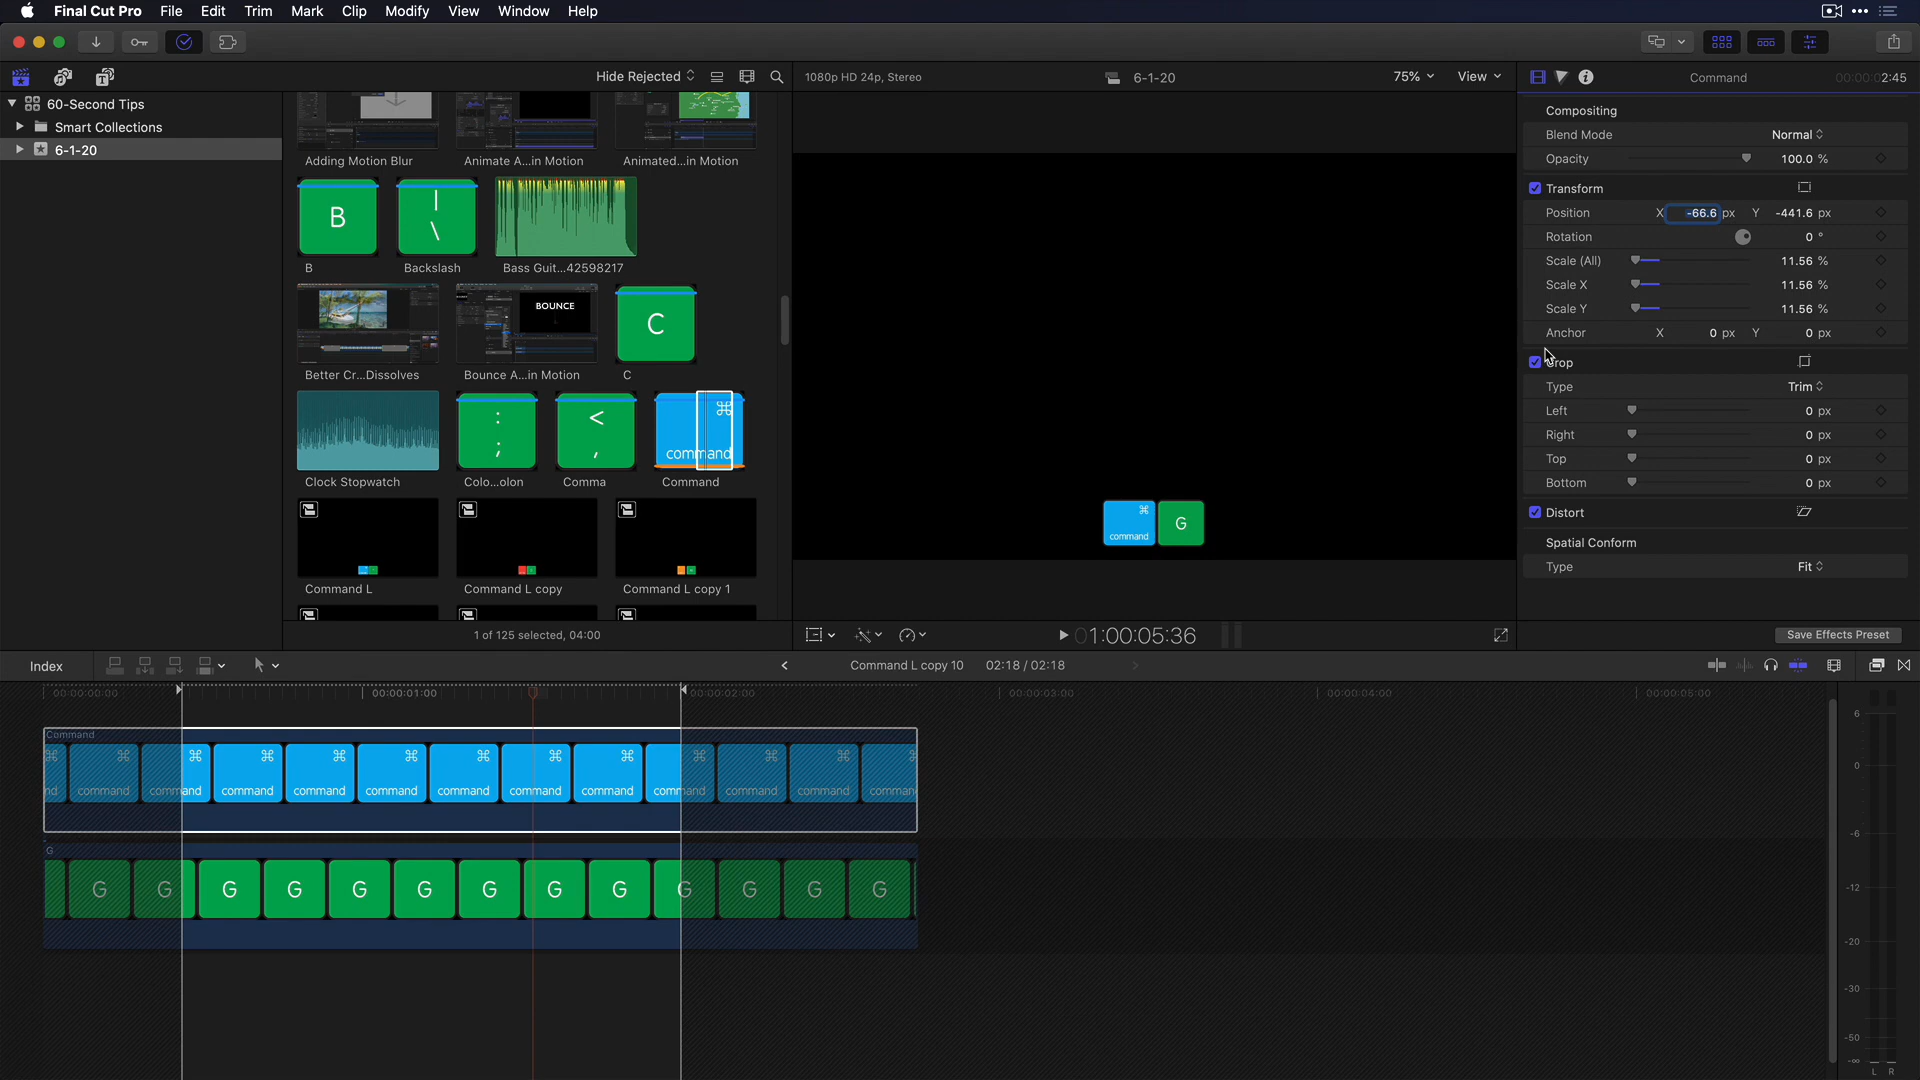 Final Cut Pro File Edit Trim Mark Clip Modify View Window Help
Hide Rejected
1080p HD 24p, Stereo
6-1-20
75%
View
Command
00:00:02:45
60-Second Tips
Smart Collections
6-1-20
Adding Motion Blur
Animate A...in Motion
Animated...in Motion
B
|
\
B
Backslash
Bass Guit...42598217
BOUNCE
C
Better Cr...Dissolves
Bounce A...in Motion
C
:
;
<
,
⌘
command
Clock Stopwatch
Colo...olon
Comma
Command
Command L
Command L copy
Command L copy 1
1 of 125 selected, 04:00
⌘
command
G
01:00:05:36
Compositing
Blend Mode Normal
Opacity 100.0 %
Transform
Position X -66.6 px Y -441.6 px
Rotation 0 °
Scale (All) 11.56 %
Scale X 11.56 %
Scale Y 11.56 %
Anchor X 0 px Y 0 px
Crop
Type Trim
Left 0 px
Right 0 px
Top 0 px
Bottom 0 px
Distort
Spatial Conform
Type Fit
Save Effects Preset
Index
Command L copy 10 02:18 / 02:18
00:00:00:00 00:00:01:00 00:00:02:00 00:00:03:00 00:00:04:00 00:00:05:00
Command
⌘ ⌘ ⌘ ⌘ ⌘ ⌘ ⌘ ⌘ ⌘ ⌘ ⌘ ⌘
nd command command command command command command command command command command command comman
G
G G G G G G G G G G G G G
6
0
-6
-12
-20
-30
-50
-∞
L R